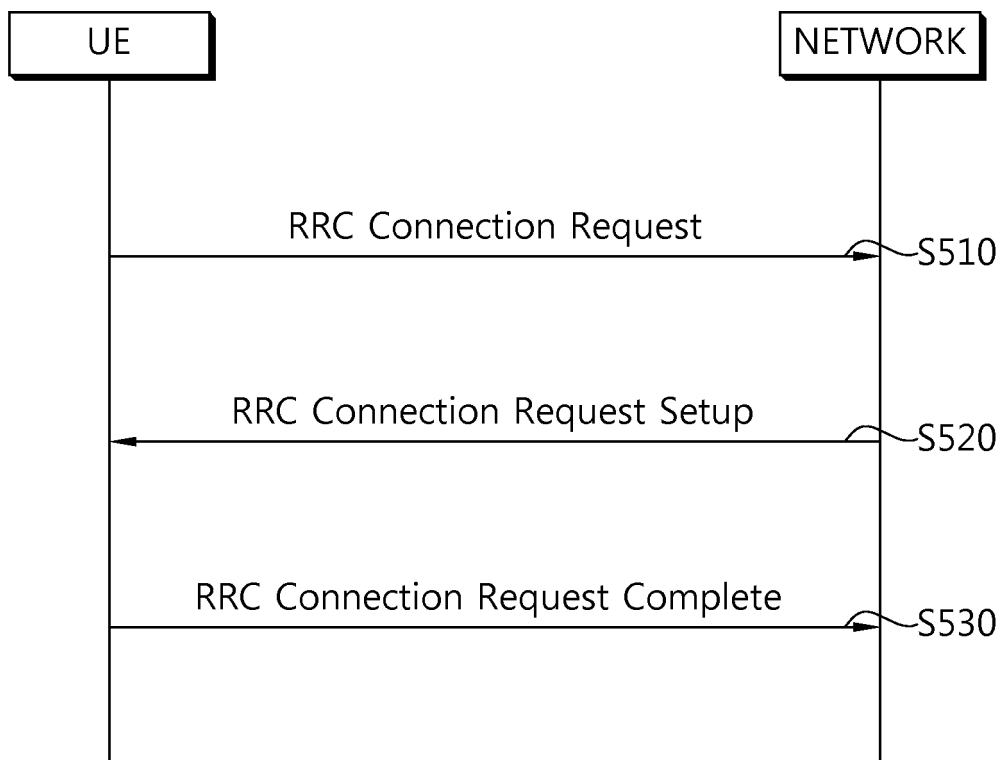 UE
NETWORK
RRC Connection Request
S510
RRC Connection Request Setup
S520
RRC Connection Request Complete
S530